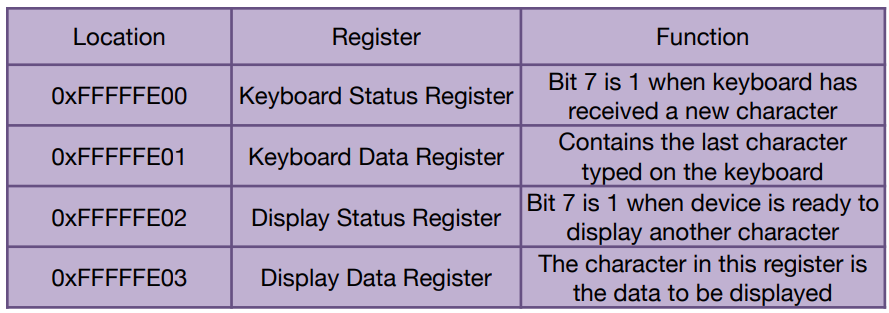 Location Register Function
0xFFFFFE00 Keyboard Status Register Bit 7 is 1 when keyboard has
received a new character
0xFFFFFE01 Keyboard Data Register Contains the last character
typed on the keyboard
0xFFFFFE02 Display Status Register Bit 7 is 1 when device is ready to
display another character
0xFFFFFE03 Display Data Register The character in this register is
the data to be displayed